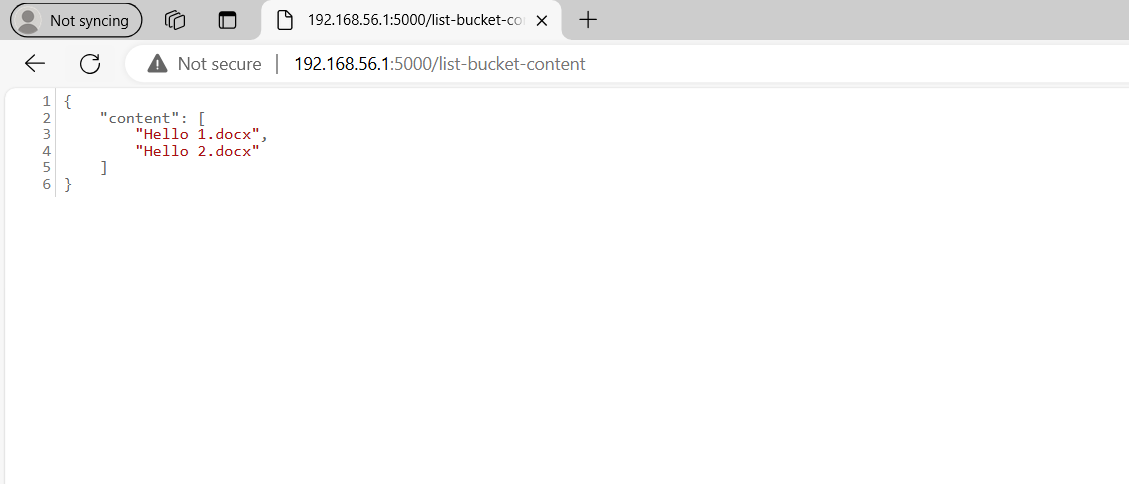 Not syncing
192.168.56.1:5000/list-bucket-co
Not secure 192.168.56.1:5000/list-bucket-content
1 {
2 "content": [
3 "Hello 1.docx",
4 "Hello 2.docx"
5 ]
6 }